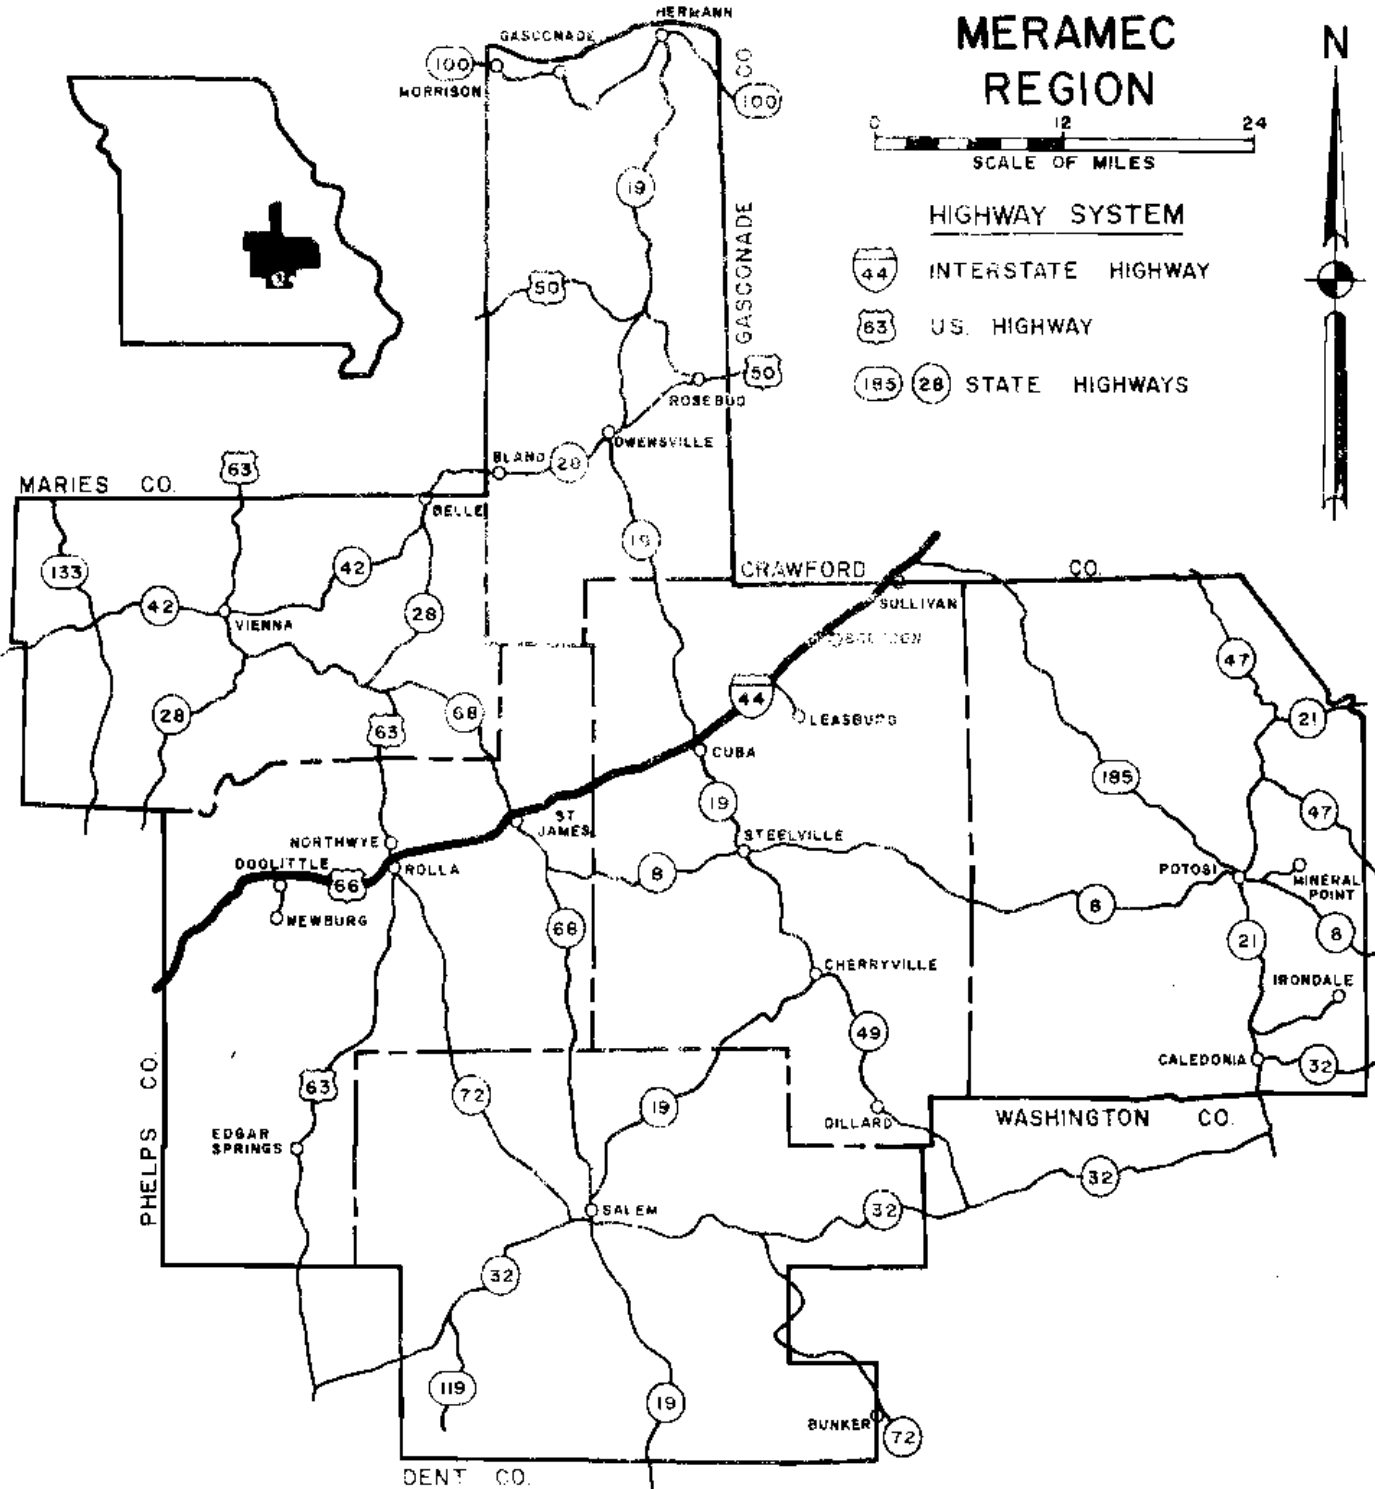 MERAMEC
REGION
N
0 12 24
SCALE OF MILES
HIGHWAY SYSTEM
44 INTERSTATE HIGHWAY
63 U.S. HIGHWAY
185 28 STATE HIGHWAYS
HERMANN
GASCONADE
100
MORRISON
100
GASCONADE CO
19
50
50
ROSEBUD
OWENSVILLE
BLAND
28
63
MARIES CO.
BELLE
19
133
42
42
28
VIENNA
CRAWFORD CO.
SULLIVAN
47
28
63
68
44
LEASBURG
21
CUBA
185
19
47
ST
JAMES
NORTHWYE
STEELVILLE
DOOLITTLE
66
ROLLA
8
POTOSI
MINERAL
POINT
NEWBURG
8
68
21
8
CHERRYVILLE
IRONDALE
49
CALEDONIA
32
PHELPS CO.
63
72
19
DILLARD
WASHINGTON CO.
EDGAR
SPRINGS
32
SALEM
32
32
119
19
BUNKER
72
DENT CO.